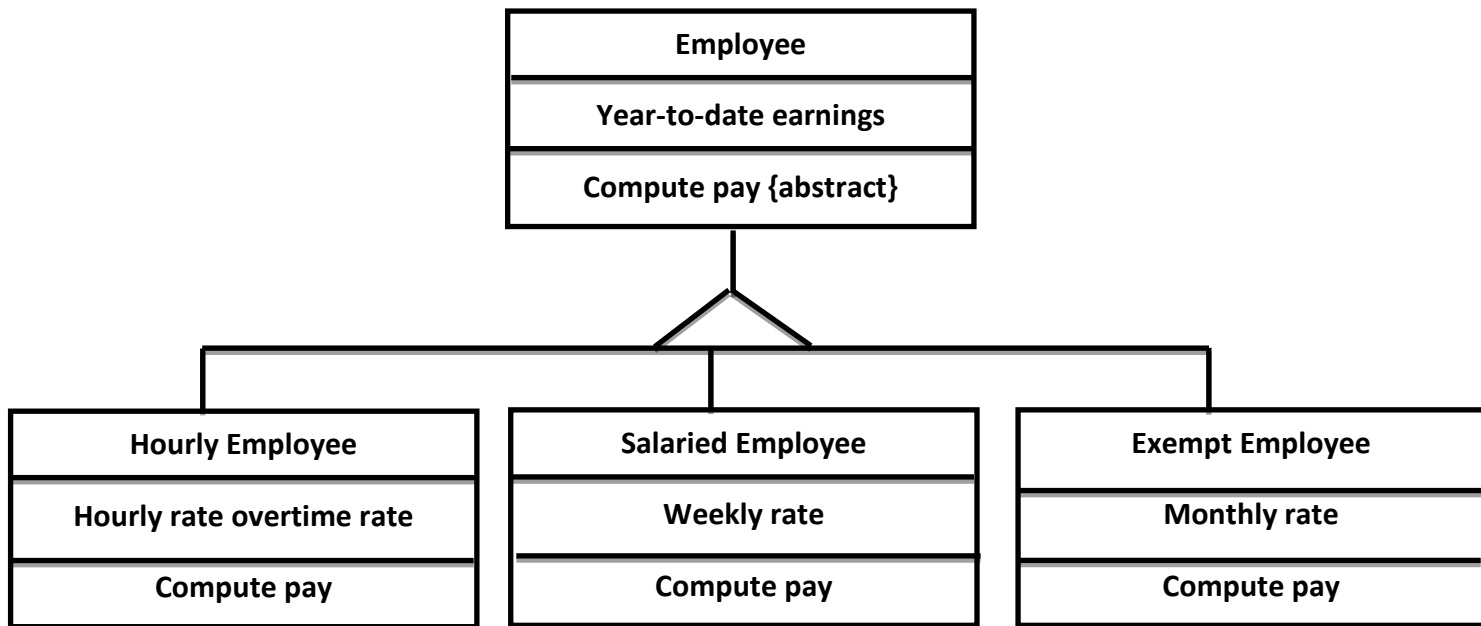 Employee
Year-to-date earnings
Compute pay {abstract}
Hourly Employee
Hourly rate overtime rate
Compute pay
Salaried Employee
Weekly rate
Compute pay
Exempt Employee
Monthly rate
Compute pay